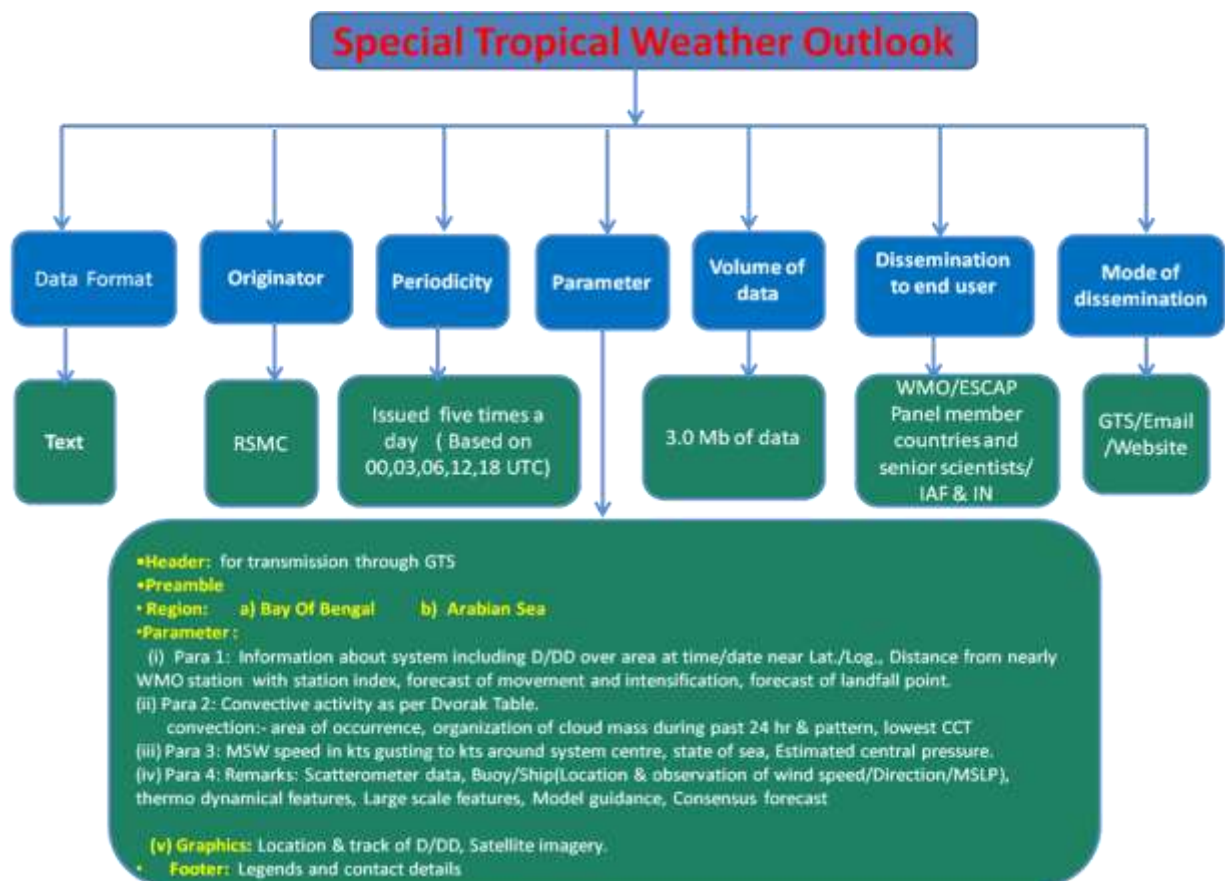 Special Tropical Weather Outlook
Data Format
Originator
Periodicity
Parameter
Volume of
data
Dissemination
to end user
Mode of
dissemination
Text
RSMC
Issued five times a
day ( Based on
00,03,06,12,18 UTC)
3.0 Mb of data
WMO/ESCAP
Panel member
countries and
senior scientists/
IAF & IN
GTS/Email
/Website
•Header: for transmission through GTS
•Preamble
• Region: a) Bay Of Bengal b) Arabian Sea
•Parameter :
(i) Para 1: Information about system including D/DD over area at time/date near Lat./Log., Distance from nearly
WMO station with station index, forecast of movement and intensification, forecast of landfall point.
(ii) Para 2: Convective activity as per Dvorak Table.
convection:- area of occurrence, organization of cloud mass during past 24 hr & pattern, lowest CCT
(iii) Para 3: MSW speed in kts gusting to kts around system centre, state of sea, Estimated central pressure.
(iv) Para 4: Remarks: Scatterometer data, Buoy/Ship(Location & observation of wind speed/Direction/MSLP),
thermo dynamical features, Large scale features, Model guidance, Consensus forecast
(v) Graphics: Location & track of D/DD, Satellite imagery.
• Footer: Legends and contact details